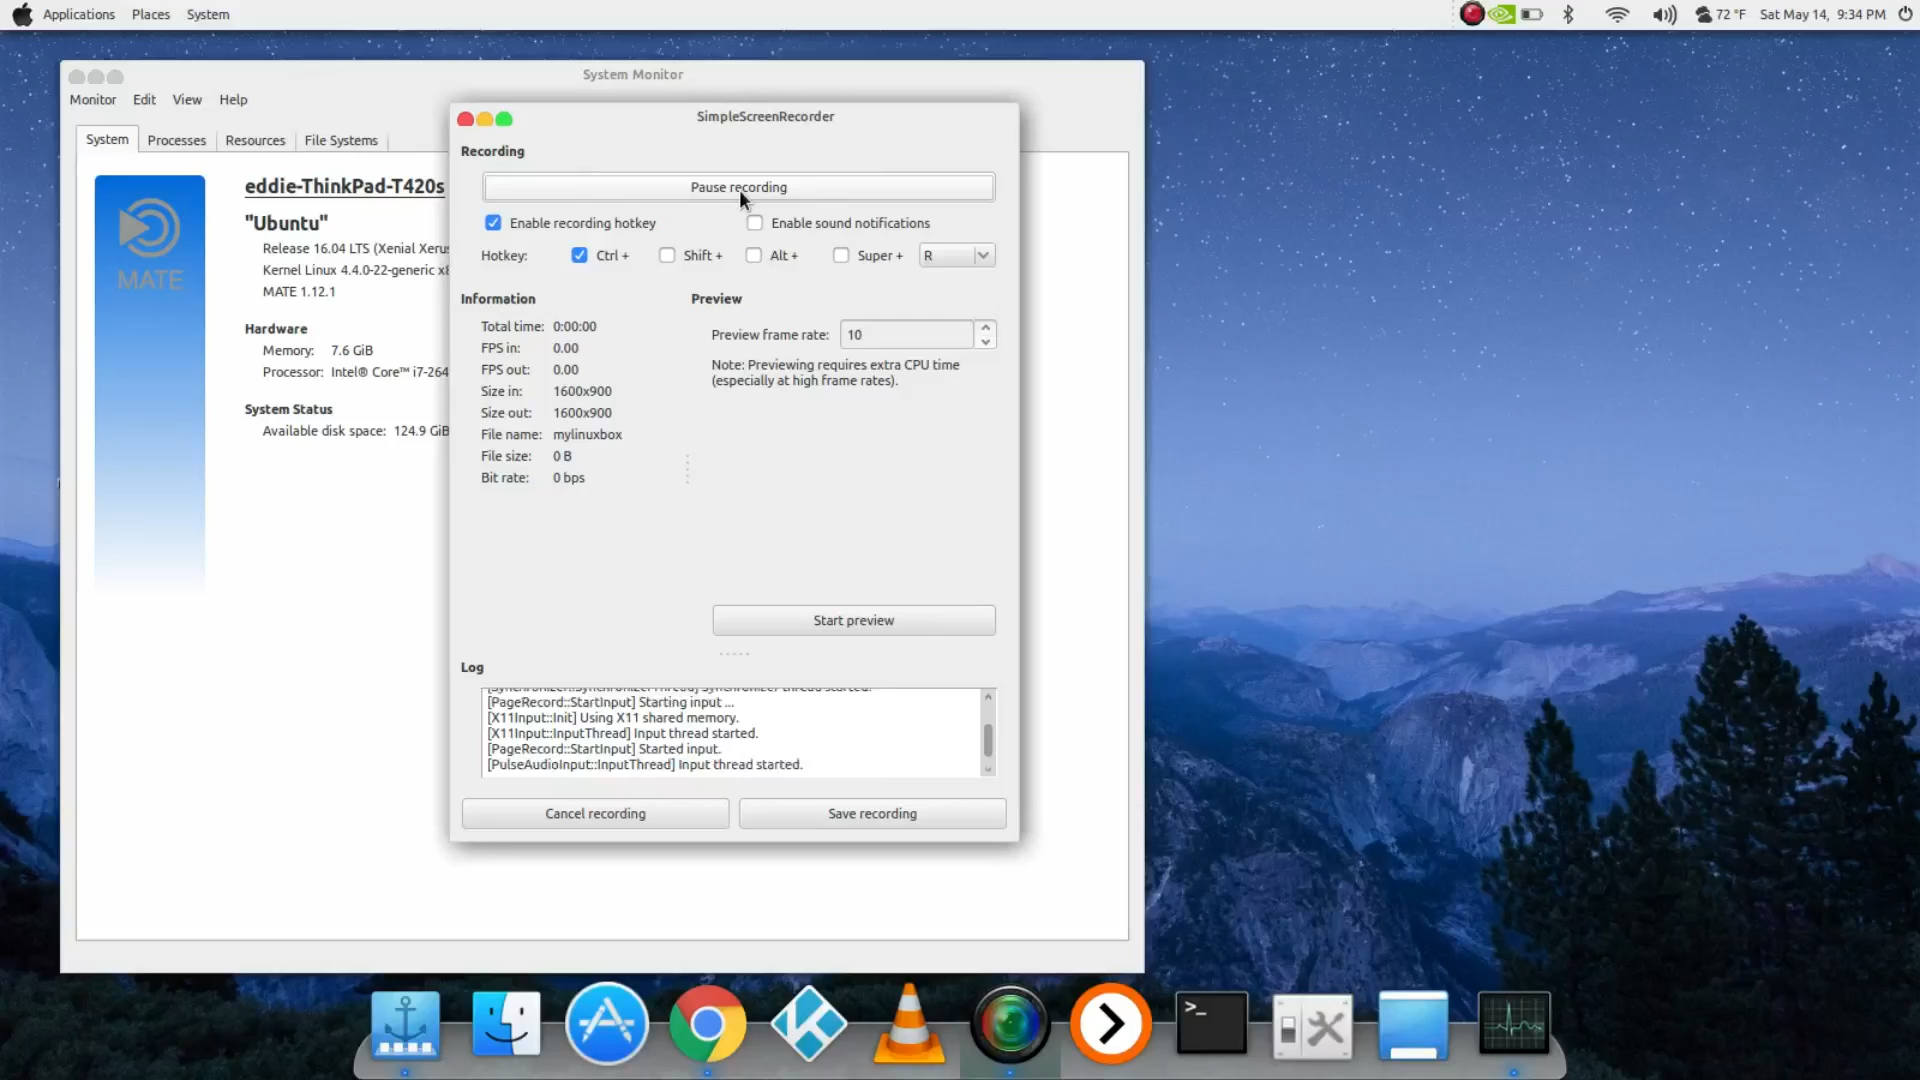 Applications Places System
72 °F Sat May 14, 9:34 PM
System Monitor
Monitor Edit View Help
System Processes Resources File Systems
MATE
eddie-ThinkPad-T420s
"Ubuntu"
Release 16.04 LTS (Xenial Xerus
Kernel Linux 4.4.0-22-generic x8
MATE 1.12.1
Hardware
Memory: 7.6 GiB
Processor: Intel® Core™ i7-264
System Status
Available disk space: 124.9 GiB
SimpleScreenRecorder
Recording
Pause recording
Enable recording hotkey
Enable sound notifications
Hotkey: Ctrl + Shift + Alt + Super + R
Information
Total time: 0:00:00
FPS in: 0.00
FPS out: 0.00
Size in: 1600x900
Size out: 1600x900
File name: mylinuxbox
File size: 0 B
Bit rate: 0 bps
Preview
Preview frame rate: 10
Note: Previewing requires extra CPU time
(especially at high frame rates).
Start preview
Log
[Synchronizer::SynchronizerThread] Synchronizer thread started.
[PageRecord::StartInput] Starting input ...
[X11Input::Init] Using X11 shared memory.
[X11Input::InputThread] Input thread started.
[PageRecord::StartInput] Started input.
[PulseAudioInput::InputThread] Input thread started.
Cancel recording
Save recording
>_